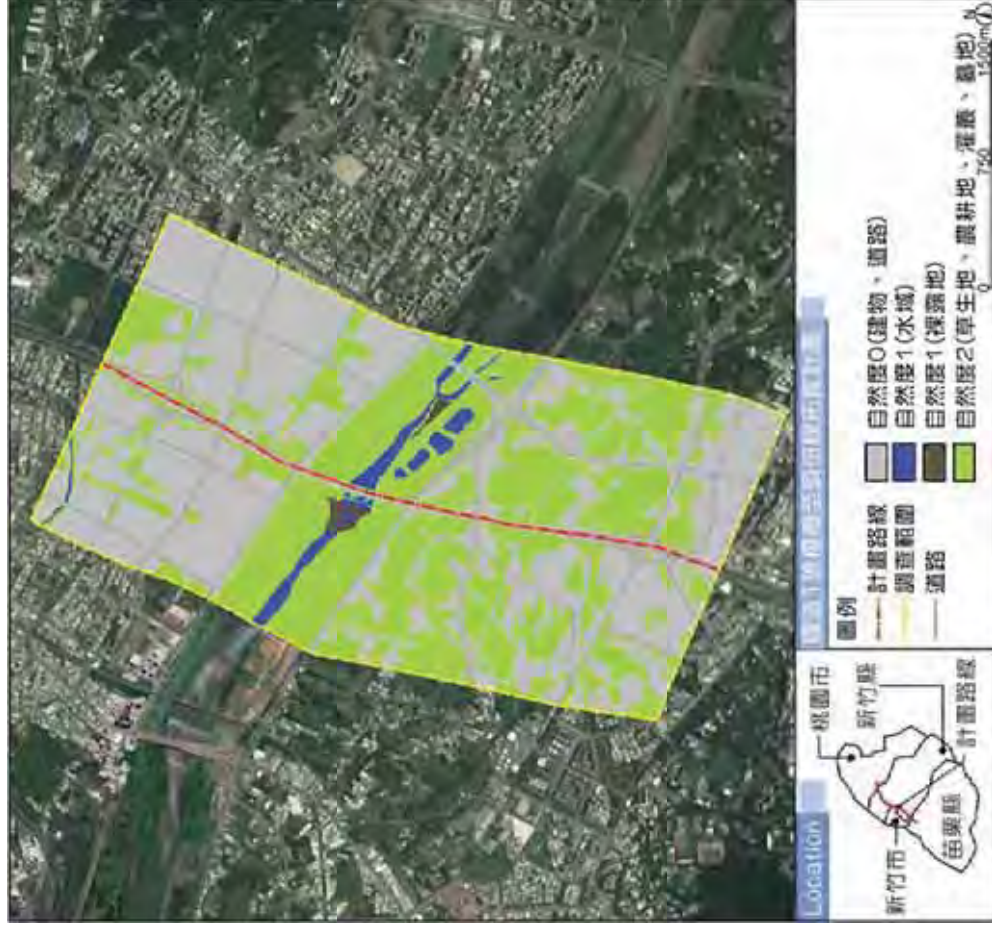 Location
桃園市
新竹縣
新竹市
苗栗縣
計畫路線
圖例
計畫路線
調查範圍
道路
自然度0(建物、道路)
自然度1(水域)
自然度1(裸露地)
自然度2(草生地、農耕地、灌叢、墓地)
0
750
1500m
N